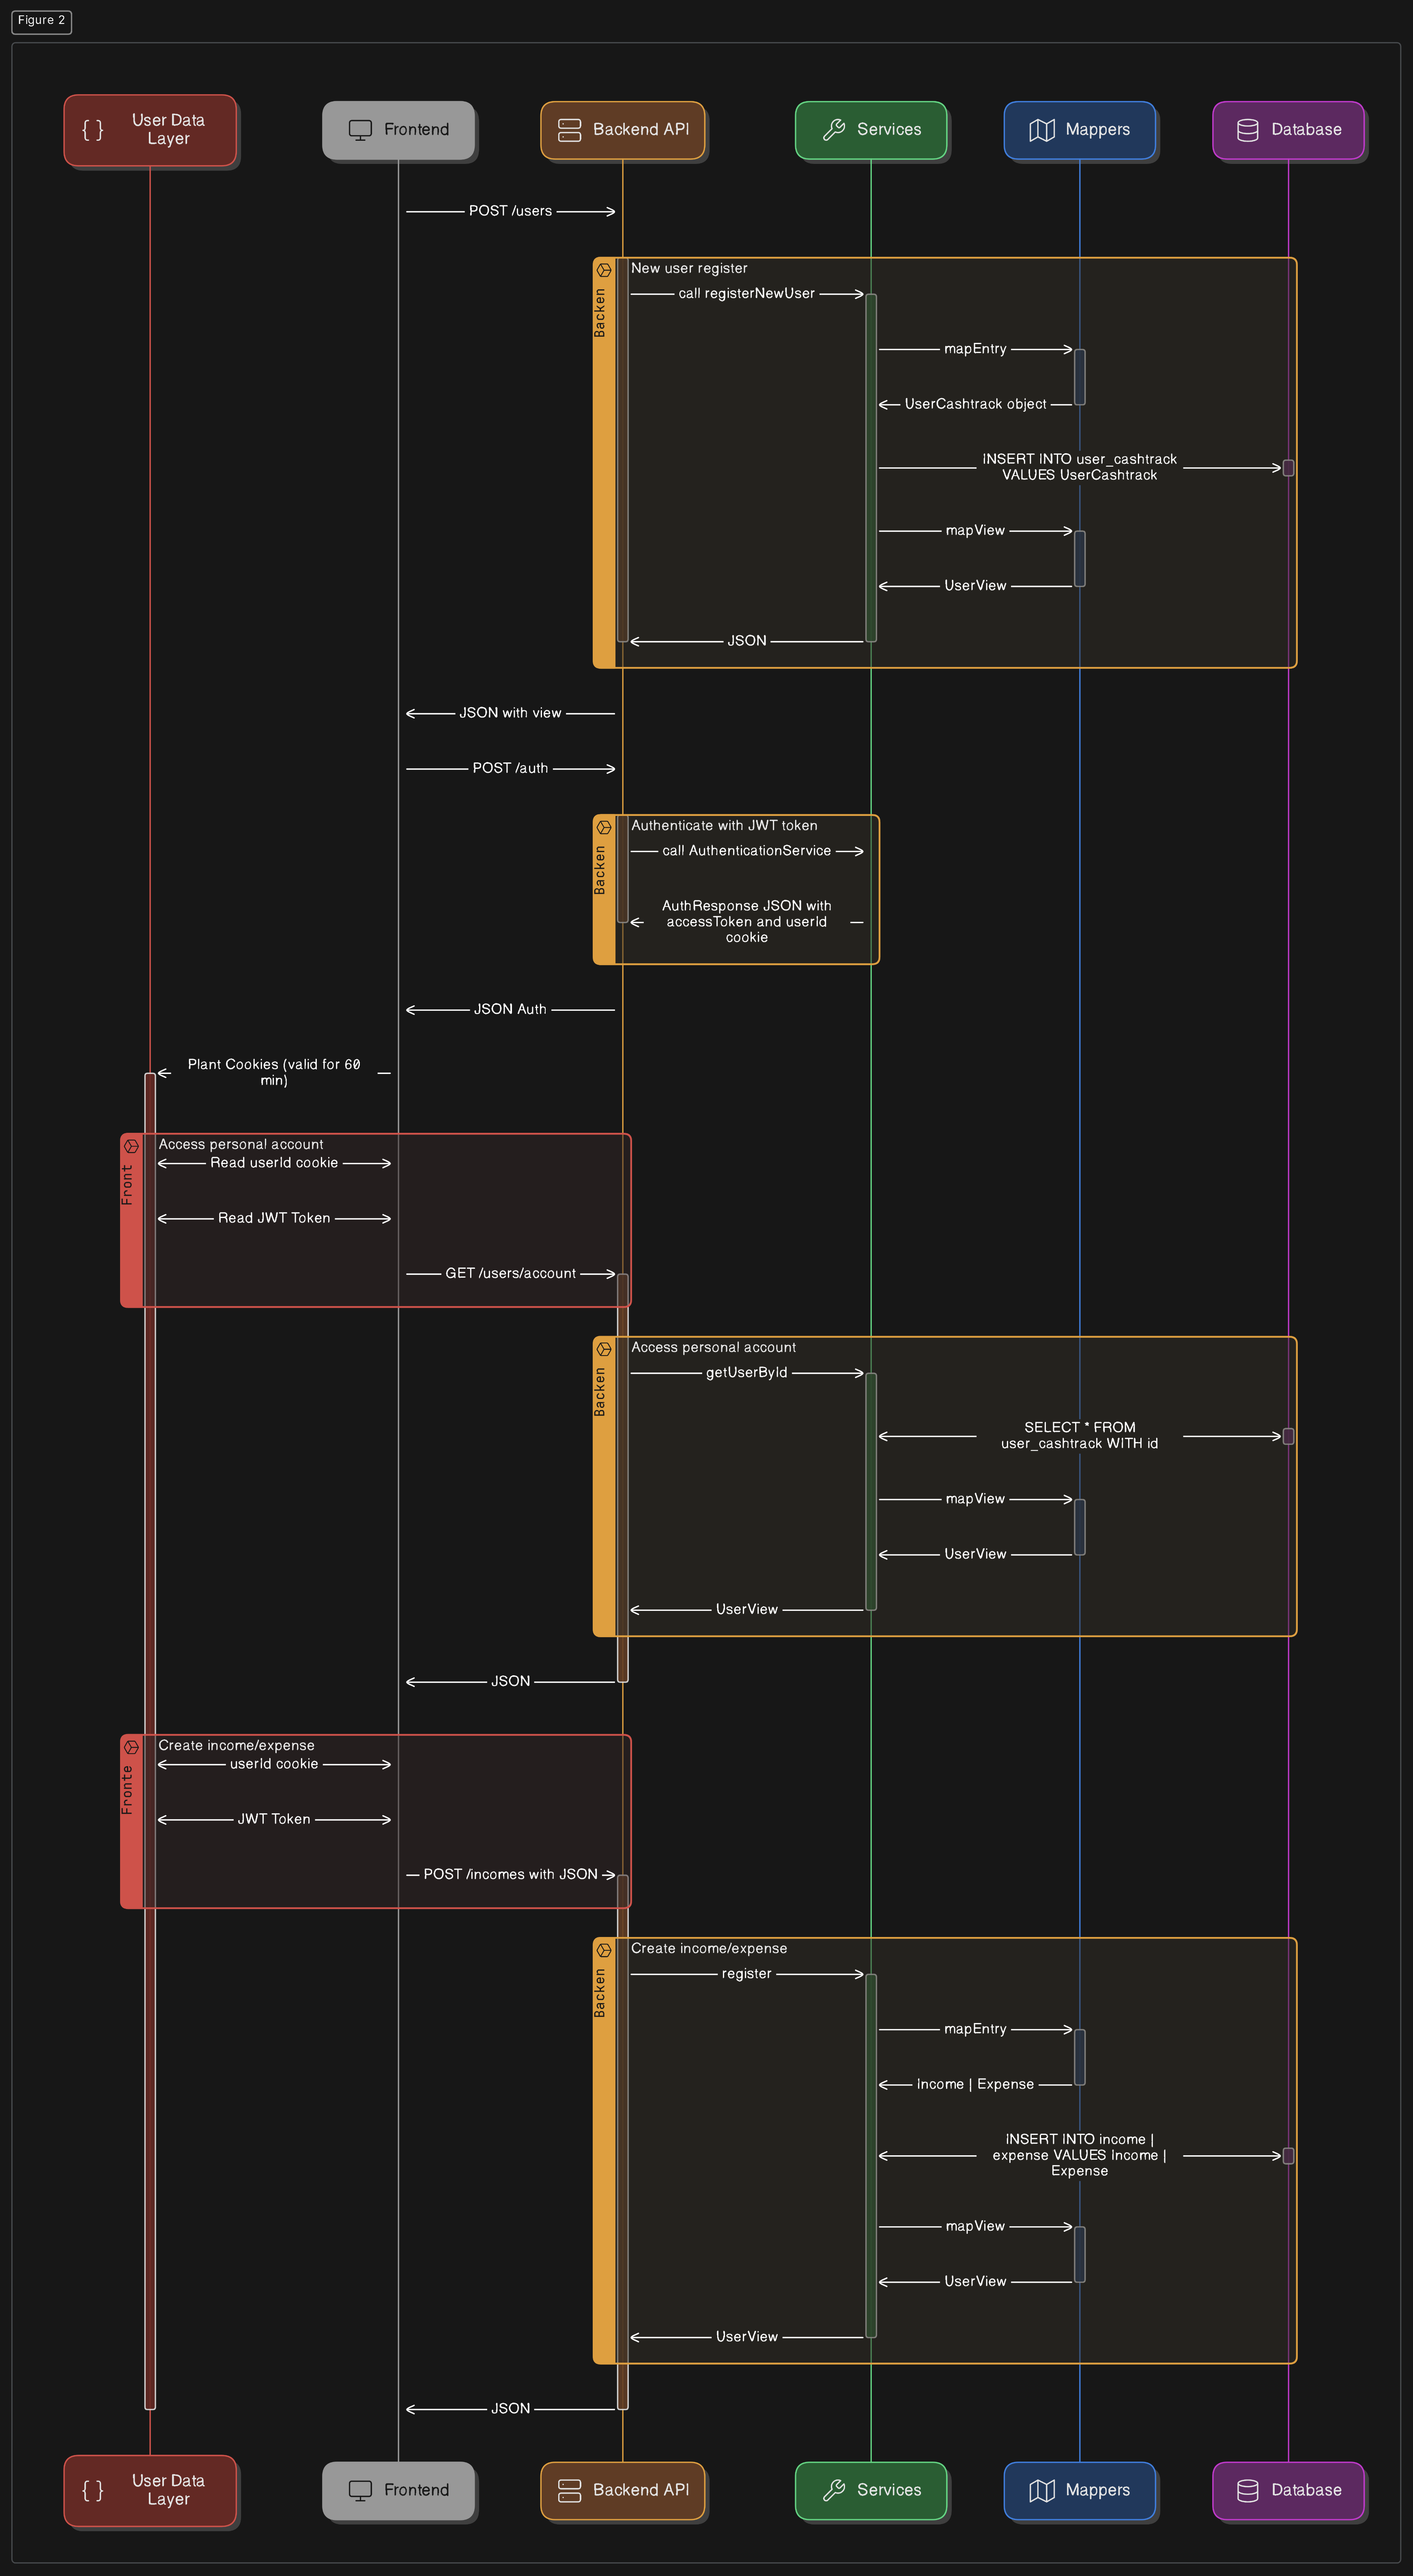 Figure 2
User Data
Layer
Frontend
Backend API
Services
Mappers
Database
POST /users
Backen
New user register
call registerNewUser
mapEntry
UserCashtrack object
INSERT INTO user_cashtrack
VALUES UserCashtrack
mapView
UserView
JSON
JSON with view
POST /auth
Backen
Authenticate with JWT token
call AuthenticationService
AuthResponse JSON with
accessToken and userId
cookie
JSON Auth
Plant Cookies (valid for 60
min)
Front
Access personal account
Read userId cookie
Read JWT Token
GET /users/account
Backen
Access personal account
getUserById
SELECT * FROM
user_cashtrack WITH id
mapView
UserView
UserView
JSON
Fronte
Create income/expense
userId cookie
JWT Token
POST /incomes with JSON
Backen
Create income/expense
register
mapEntry
Income | Expense
INSERT INTO income |
expense VALUES Income |
Expense
mapView
UserView
UserView
JSON
User Data
Layer
Frontend
Backend API
Services
Mappers
Database